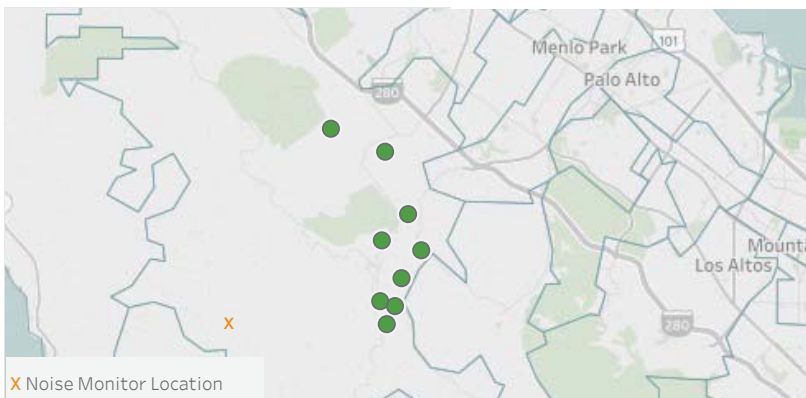 Menlo Park
101
Palo Alto
280
Mounta
Los Altos
280
X
X Noise Monitor Location